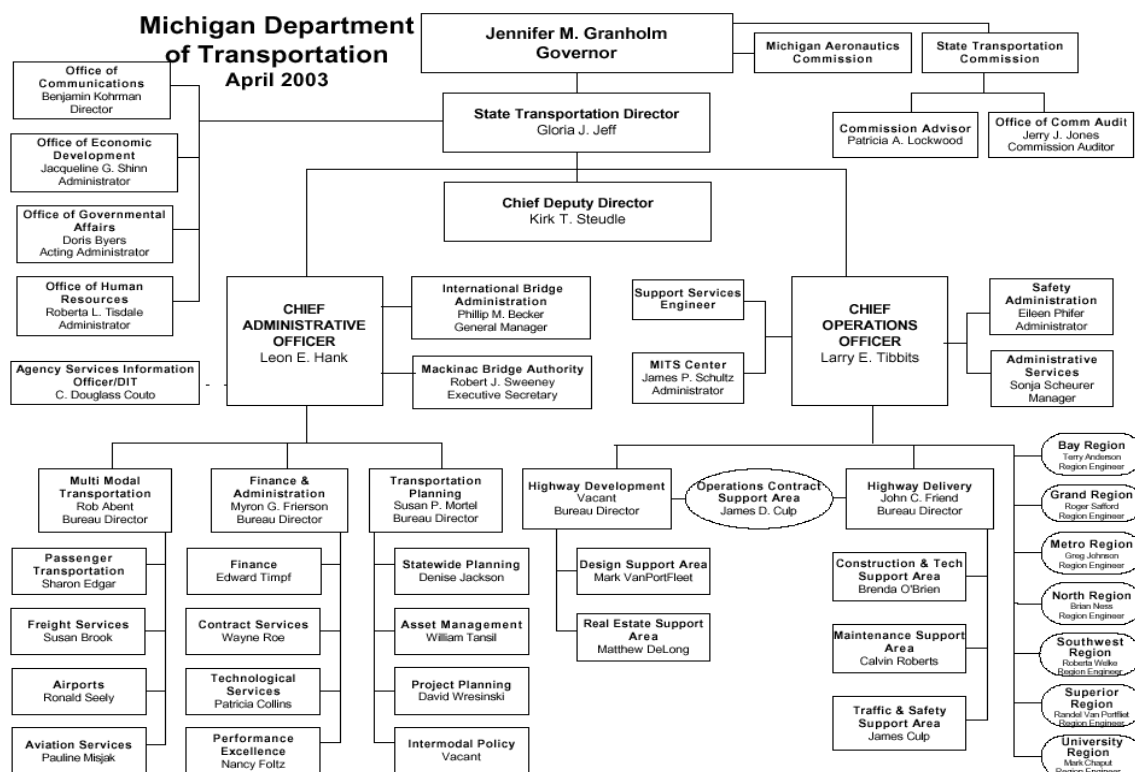 Michigan Department
of Transportation
April 2003
Jennifer M. Granholm
Governor
Michigan Aeronautics
Commission
State Transportation
Commission
Commission Advisor
Patricia A. Lockwood
Office of Comm Audit
Jerry J. Jones
Commission Auditor
State Transportation Director
Gloria J. Jeff
Chief Deputy Director
Kirk T. Steudle
Office of
Communications
Benjamin Kohrman
Director
Office of Economic
Development
Jacqueline G. Shinn
Administrator
Office of Governmental
Affairs
Doris Byers
Acting Administrator
Office of Human
Resources
Roberta L. Tisdale
Administrator
Agency Services Information
Officer/DIT
C. Douglass Couto
CHIEF
ADMINISTRATIVE
OFFICER
Leon E. Hank
International Bridge
Administration
Phillip M. Becker
General Manager
Mackinac Bridge Authority
Robert J. Sweeney
Executive Secretary
Support Services
Engineer
MITS Center
James P. Schultz
Administrator
CHIEF
OPERATIONS
OFFICER
Larry E. Tibbits
Safety
Administration
Eileen Phifer
Administrator
Administrative
Services
Sonja Scheurer
Manager
Multi Modal
Transportation
Rob Abent
Bureau Director
Passenger
Transportation
Sharon Edgar
Freight Services
Susan Brook
Airports
Ronald Seely
Aviation Services
Pauline Misjak
Finance &
Administration
Myron G. Frierson
Bureau Director
Finance
Edward Timpf
Contract Services
Wayne Roe
Technological
Services
Patricia Collins
Performance
Excellence
Nancy Foltz
Transportation
Planning
Susan P. Mortel
Bureau Director
Statewide Planning
Denise Jackson
Asset Management
William Tansil
Project Planning
David Wresinski
Intermodal Policy
Vacant
Highway Development
Vacant
Bureau Director
Design Support Area
Mark VanPortFleet
Real Estate Support
Area
Matthew DeLong
Operations Contract
Support Area
James D. Culp
Highway Delivery
John C. Friend
Bureau Director
Construction & Tech
Support Area
Brenda O'Brien
Maintenance Support
Area
Calvin Roberts
Traffic & Safety
Support Area
James Culp
Bay Region
Terry Anderson
Region Engineer
Grand Region
Roger Safford
Region Engineer
Metro Region
Greg Johnson
Region Engineer
North Region
Brian Ness
Region Engineer
Southwest
Region
Roberta Welke
Region Engineer
Superior
Region
Randel Van Portfliet
Region Engineer
University
Region
Mark Chaput
Region Engineer